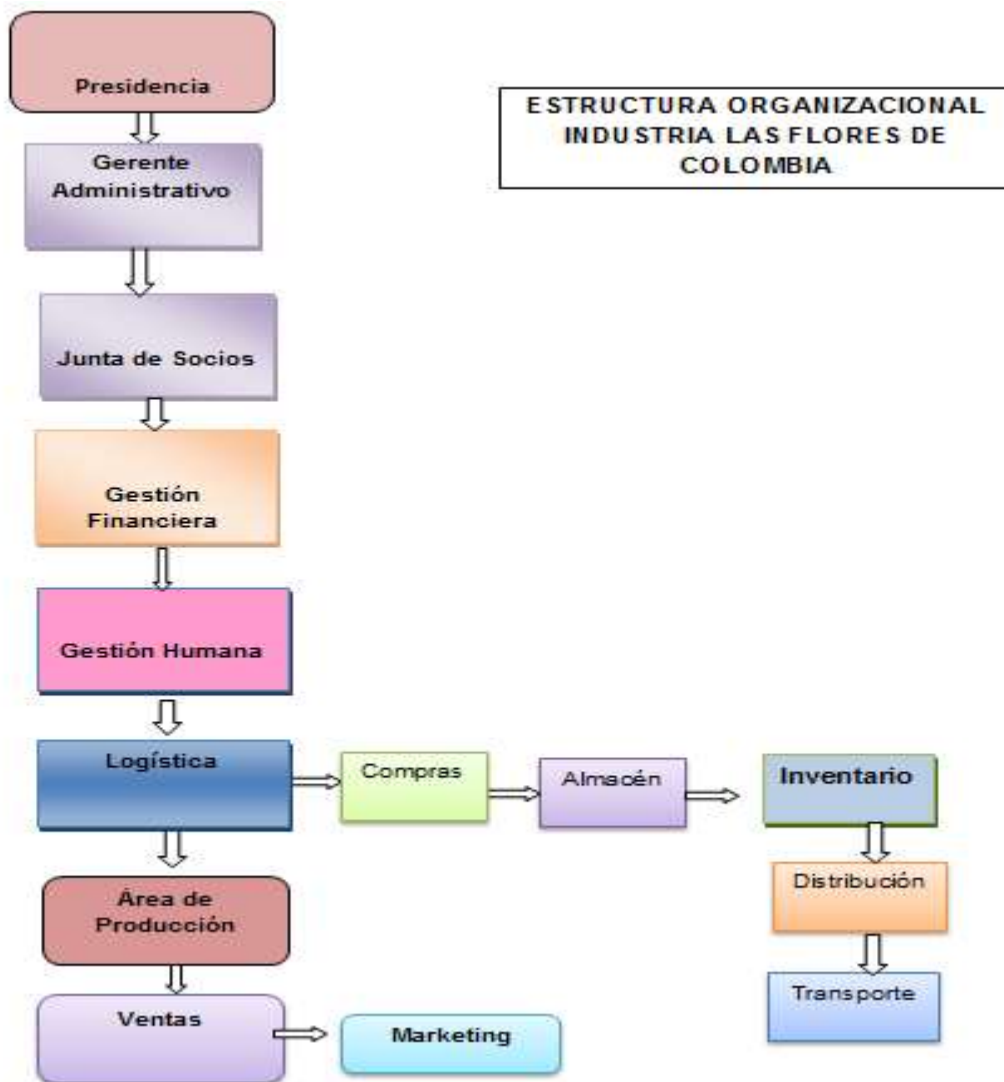 Presidencia
ESTRUCTURA ORGANIZACIONAL
INDUSTRIA LAS FLORES DE
COLOMBIA
Gerente
Administrativo
Junta de Socios
Gestión
Financiera
Gestión Humana
Logística
Compras
Almacén
Inventario
Área de
Producción
Distribución
Ventas
Marketing
Transporte